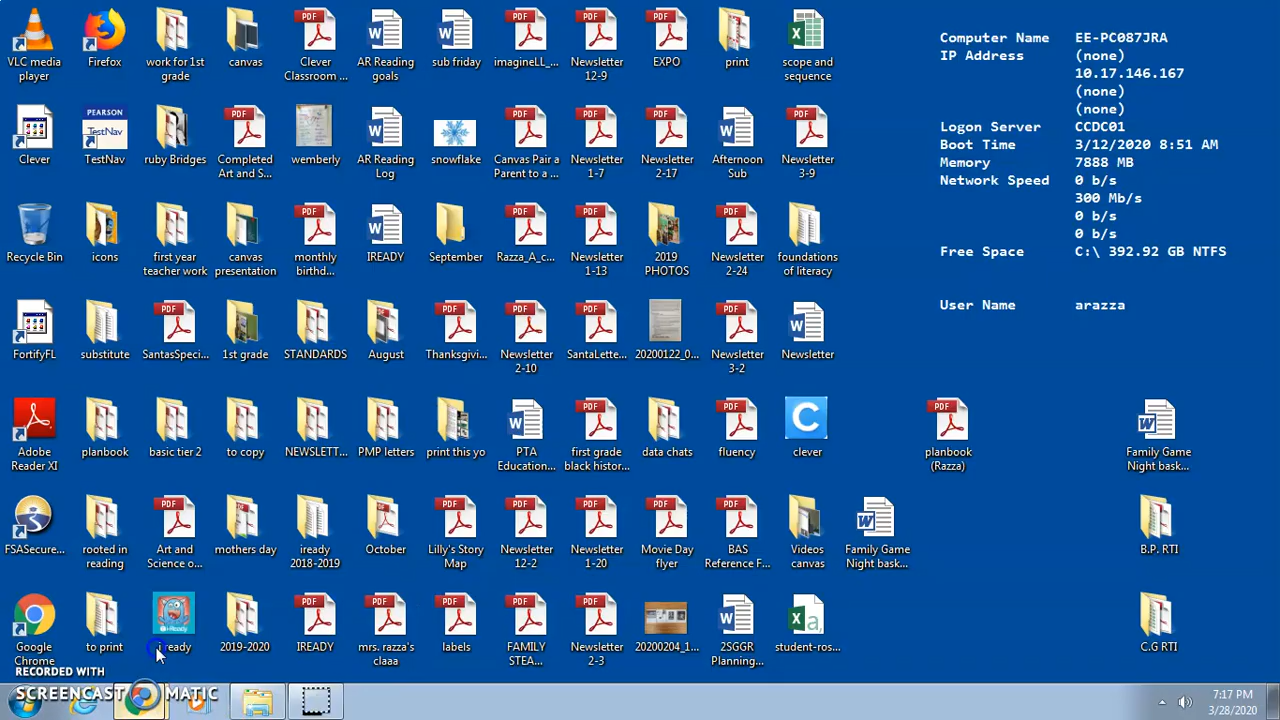 VLC media
player
Firefox
work for 1st
grade
canvas
Clever
Classroom ...
AR Reading
goals
sub friday
imagineLL_...
Newsletter
12-9
EXPO
print
scope and
sequence
Clever
PEARSON
TestNav
TestNav
ruby Bridges
Completed
Art and S...
wemberly
AR Reading
Log
snowflake
Canvas Pair a
Parent to a ...
Newsletter
1-7
Newsletter
2-17
Afternoon
Sub
Newsletter
3-9
Recycle Bin
icons
first year
teacher work
canvas
presentation
monthly
birthd...
IREADY
September
Razza_A_c...
Newsletter
1-13
2019
PHOTOS
Newsletter
2-24
foundations
of literacy
FortifyFL
substitute
SantasSpeci...
1st grade
STANDARDS
August
Thanksgivi...
Newsletter
2-10
SantaLette...
20200122_0...
Newsletter
3-2
Newsletter
Adobe
Reader XI
planbook
basic tier 2
to copy
NEWSLETT...
PMP letters
print this yo
PTA
Education...
first grade
black histor...
data chats
fluency
clever
planbook
(Razza)
Family Game
Night bask...
FSASecure...
rooted in
reading
Art and
Science o...
mothers day
iready
2018-2019
October
Lilly's Story
Map
Newsletter
12-2
Newsletter
1-20
Movie Day
flyer
BAS
Reference F...
Videos
canvas
Family Game
Night bask...
B.P. RTI
Google
Chrome
to print
i-Ready
ready
2019-2020
IREADY
mrs. razza's
claaa
labels
FAMILY
STEA...
Newsletter
2-3
20200204_1...
2SGGR
Planning...
student-ros...
C.G RTI
Computer Name EE-PC087JRA
IP Address (none)
10.17.146.167
(none)
(none)
Logon Server CCDC01
Boot Time 3/12/2020 8:51 AM
Memory 7888 MB
Network Speed 0 b/s
300 Mb/s
0 b/s
0 b/s
Free Space C:\ 392.92 GB NTFS
User Name arazza
RECORDED WITH
SCREENCAST MATIC
7:17 PM
3/28/2020